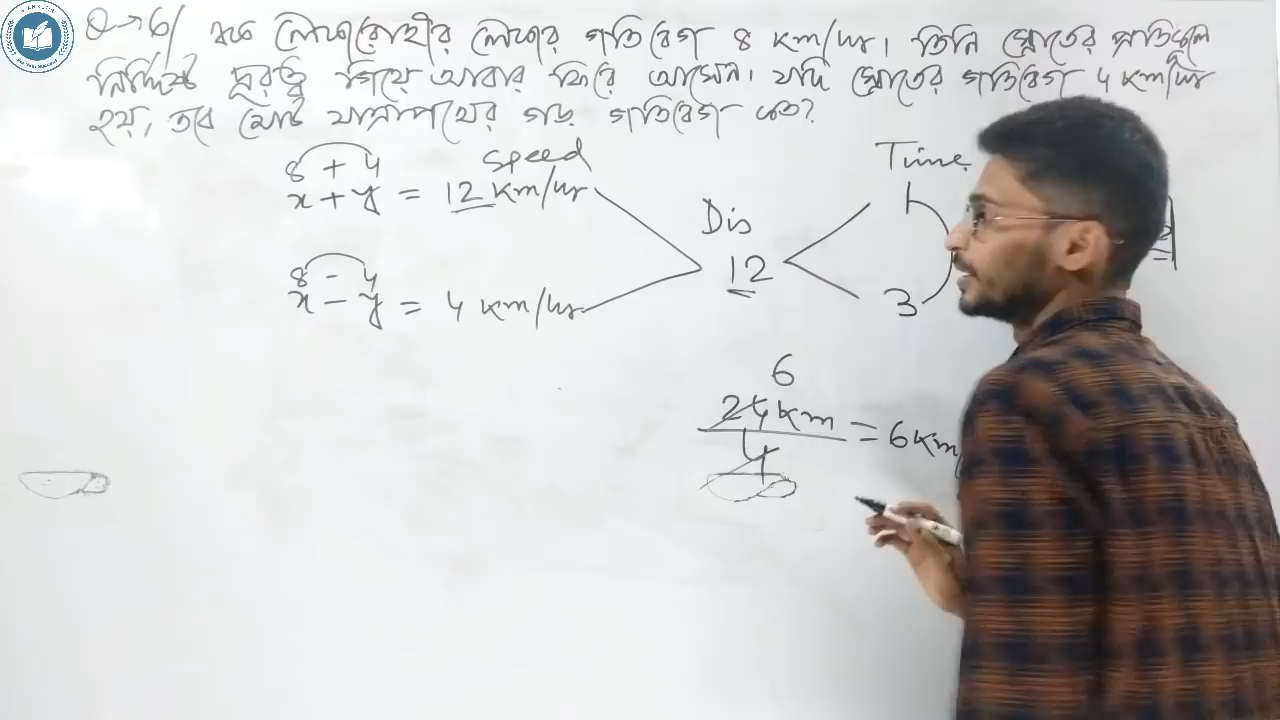 Q→6/ এক নৌকারোহীর নৌকার গতিবেগ 8 km/hr। তিনি স্রোতের প্রতিকূলে
নির্দিষ্ট দূরত্ব গিয়ে আবার ফিরে আসেন। যদি স্রোতের গতিবেগ 4 km/hr
হয়, তবে মোট যাত্রাপথের গড় গতিবেগ কত?
8 + 4 Speed Time
x + y = 12 km/hr 1
Dis
12
8 - 4
x - y = 4 km/hr 3
6
24 km = 6 km
4